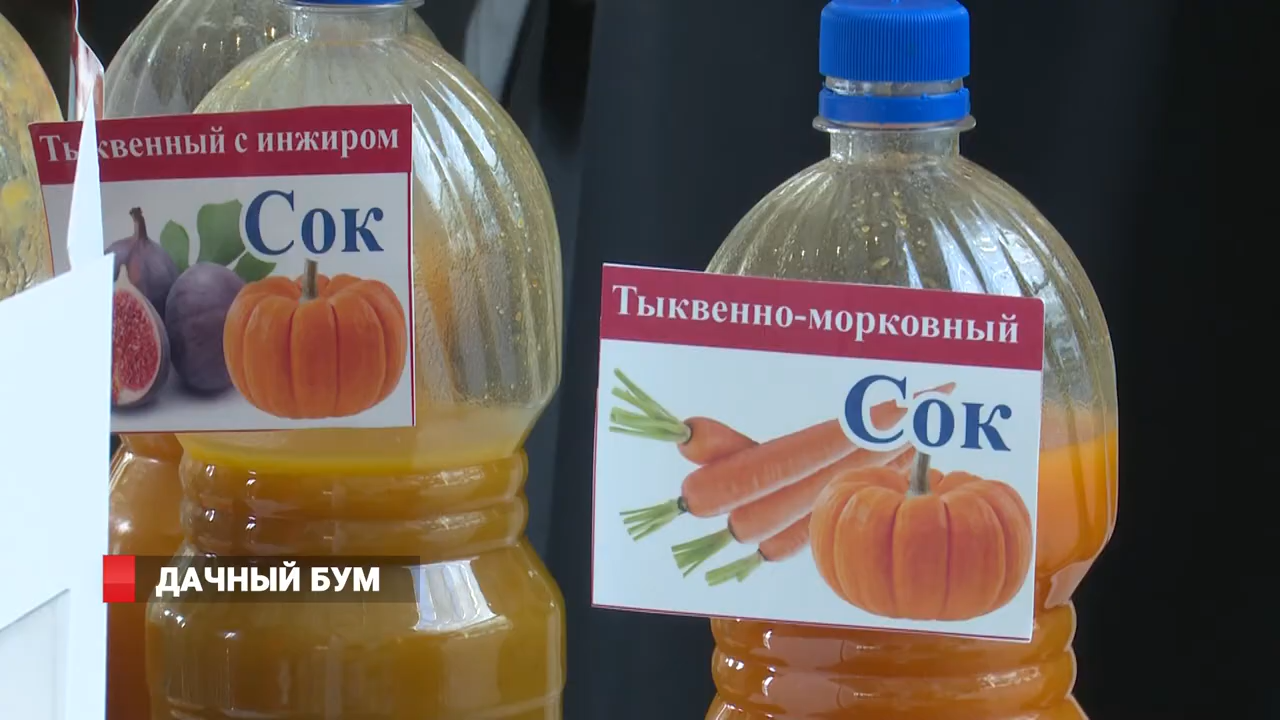 Тыквенный с инжиром
Сок
Тыквенно-морковный
Сок
ДАЧНЫЙ БУМ